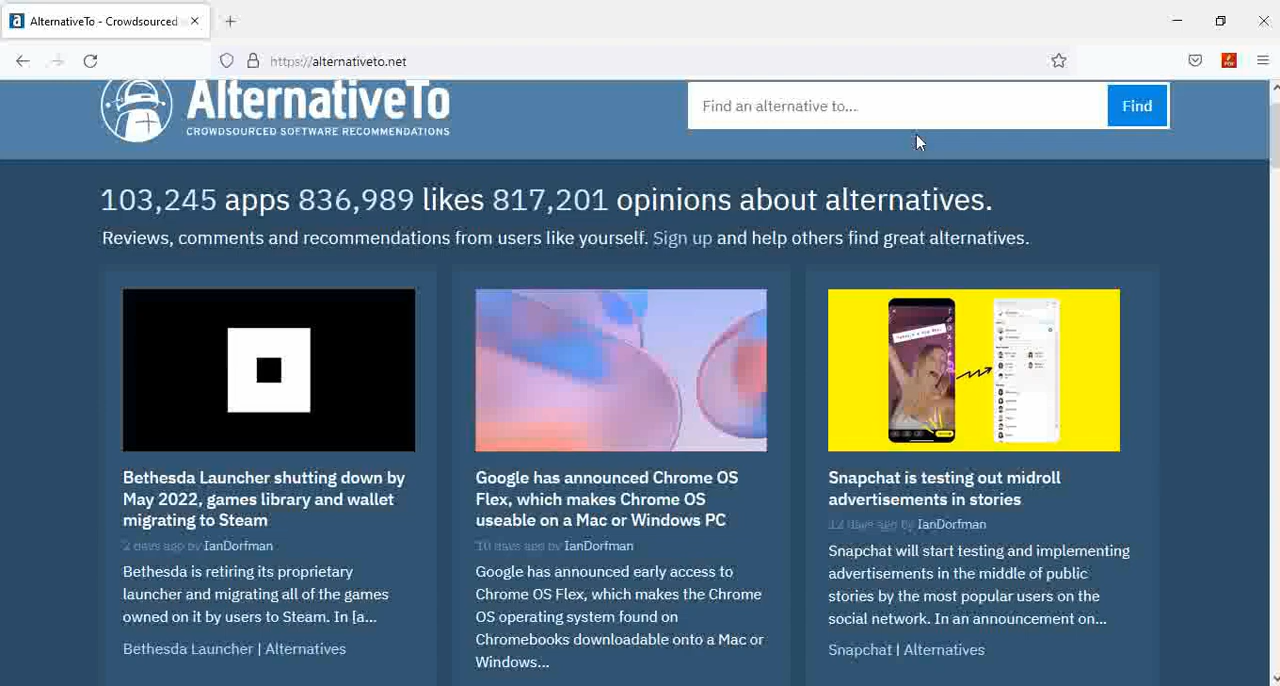 AlternativeTo - Crowdsourced
https://alternativeto.net
AlternativeTo
CROWDSOURCED SOFTWARE RECOMMENDATIONS
Find an alternative to...
Find
103,245 apps 836,989 likes 817,201 opinions about alternatives.
Reviews, comments and recommendations from users like yourself. Sign up and help others find great alternatives.
Bethesda Launcher shutting down by
May 2022, games library and wallet
migrating to Steam
2 days ago by IanDorfman
Bethesda is retiring its proprietary
launcher and migrating all of the games
owned on it by users to Steam. In [a...
Bethesda Launcher | Alternatives
Google has announced Chrome OS
Flex, which makes Chrome OS
useable on a Mac or Windows PC
10 days ago by IanDorfman
Google has announced early access to
Chrome OS Flex, which makes the Chrome
OS operating system found on
Chromebooks downloadable onto a Mac or
Windows...
Snapchat is testing out midroll
advertisements in stories
12 days ago by IanDorfman
Snapchat will start testing and implementing
advertisements in the middle of public
stories by the most popular users on the
social network. In an announcement on...
Snapchat | Alternatives